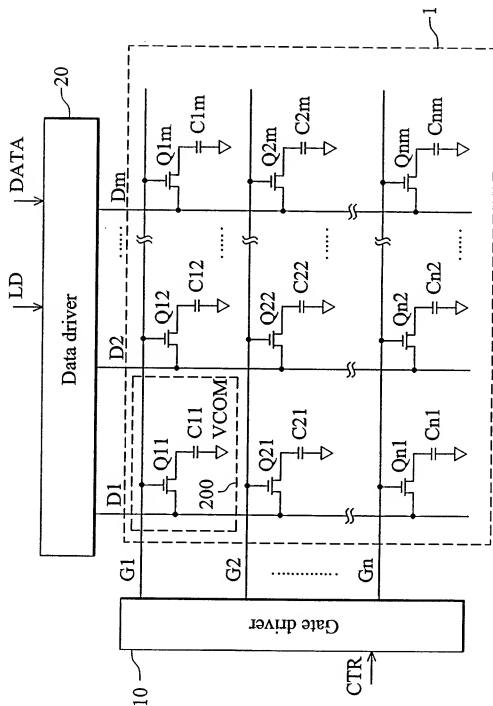 LD
DATA
20
Data driver
D1
D2
Dm
1
G1
Q11
C11
VCOM
200
Q12
C12
Q1m
C1m
G2
Q21
C21
Q22
C22
Q2m
C2m
Gn
Qn1
Cn1
Qn2
Cn2
Qnm
Cnm
10
Gate driver
CTR